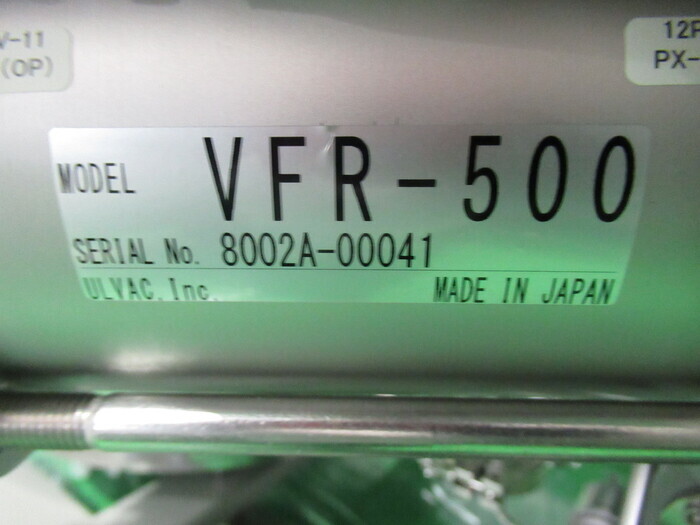 V-11
(OP)
12P
PX-
MODEL VFR-500
SERIAL No. 8002A-00041
ULVAC, Inc. MADE IN JAPAN